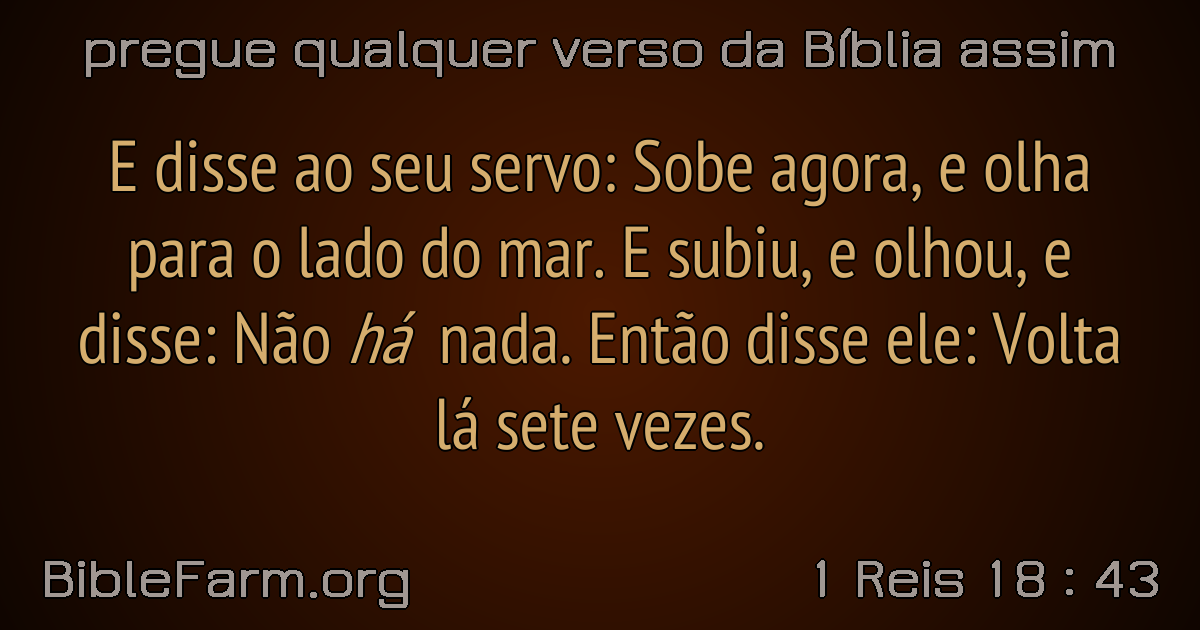 pregue qualquer verso da Bíblia assim
E disse ao seu servo: Sobe agora, e olha
para o lado do mar. E subiu, e olhou, e
disse: Não há nada. Então disse ele: Volta
lá sete vezes.
BibleFarm.org
1 Reis 18 : 43